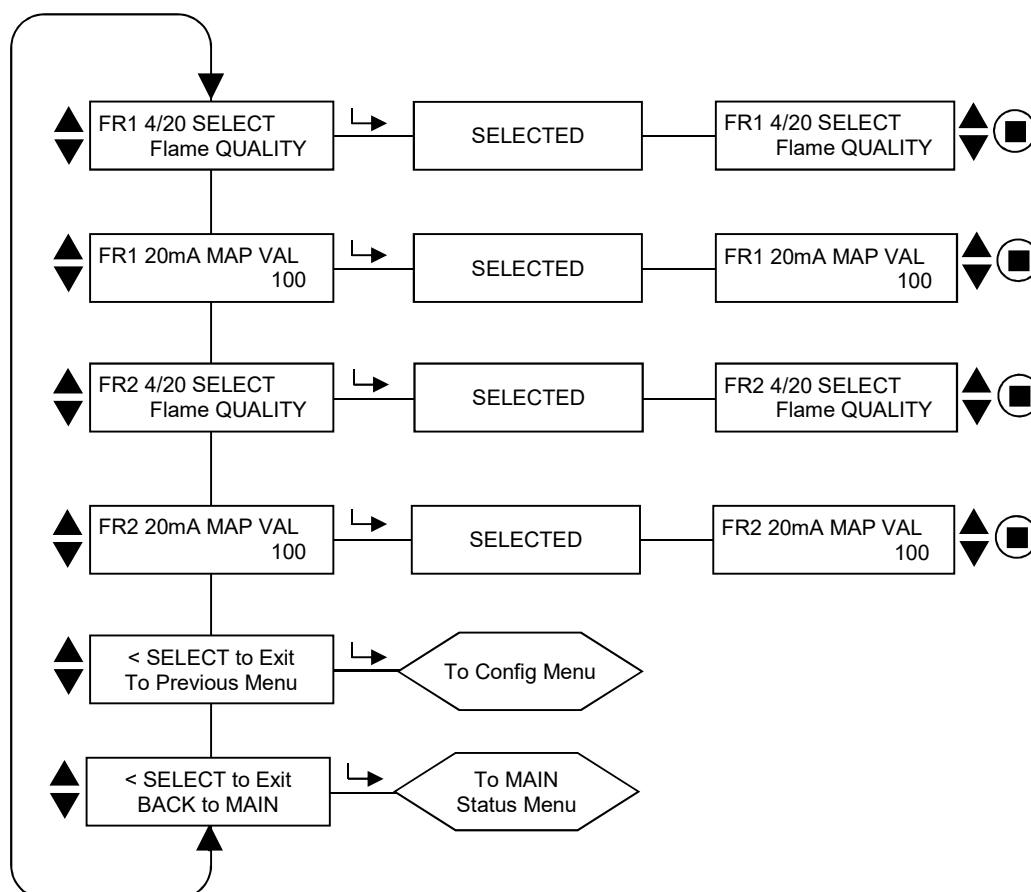 FR1 4/20 SELECT
Flame QUALITY
SELECTED
FR1 4/20 SELECT
Flame QUALITY
FR1 20mA MAP VAL
100
SELECTED
FR1 20mA MAP VAL
100
FR2 4/20 SELECT
Flame QUALITY
SELECTED
FR2 4/20 SELECT
Flame QUALITY
FR2 20mA MAP VAL
100
SELECTED
FR2 20mA MAP VAL
100
< SELECT to Exit
To Previous Menu
To Config Menu
< SELECT to Exit
BACK to MAIN
To MAIN
Status Menu